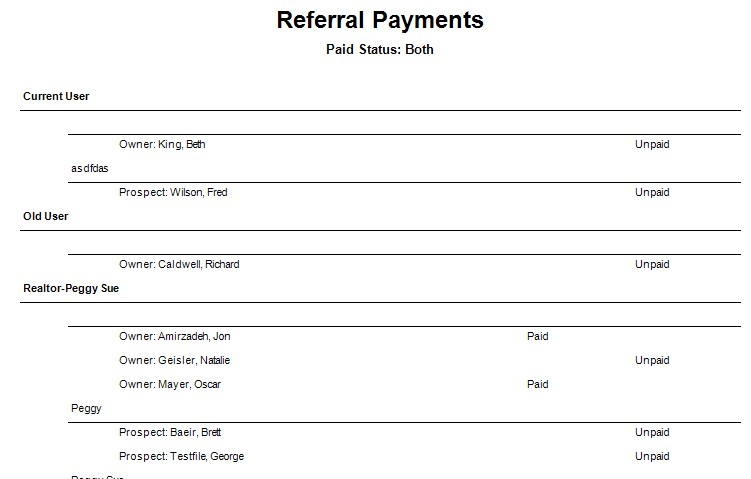 Referral Payments
Paid Status: Both
Current User
Owner: King, Beth Unpaid
asdfdas
Prospect: Wilson, Fred Unpaid
Old User
Owner: Caldwell, Richard Unpaid
Realtor-Peggy Sue
Owner: Amirzadeh, Jon Paid
Owner: Geisler, Natalie Unpaid
Owner: Mayer, Oscar Paid
Peggy
Prospect: Baeir, Brett Unpaid
Prospect: Testfile, George Unpaid
Peggy Sue